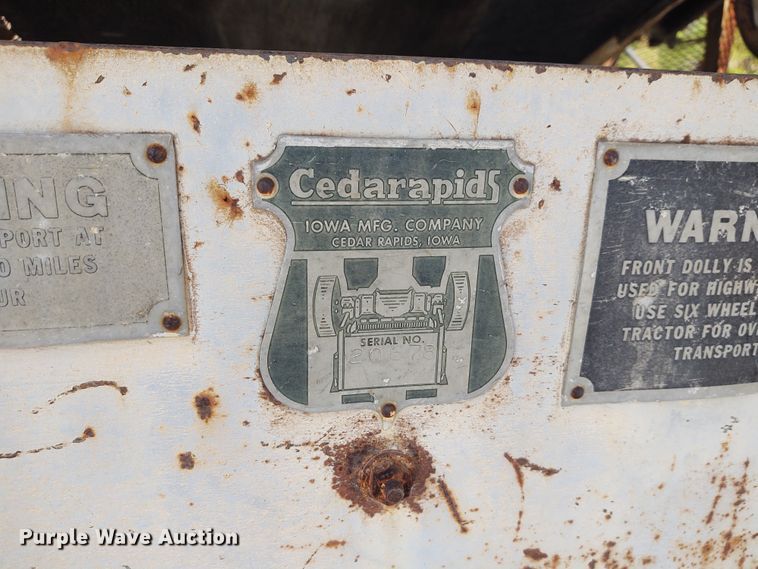 ING
PORT AT
MILES
UR
Cedarapids
IOWA MFG. COMPANY
CEDAR RAPIDS, IOWA
SERIAL NO.
WARN
FRONT DOLLY IS
USED FOR HIGHW
USE SIX WHEEL
TRACTOR FOR OV
TRANSPORT
Purple Wave Auction